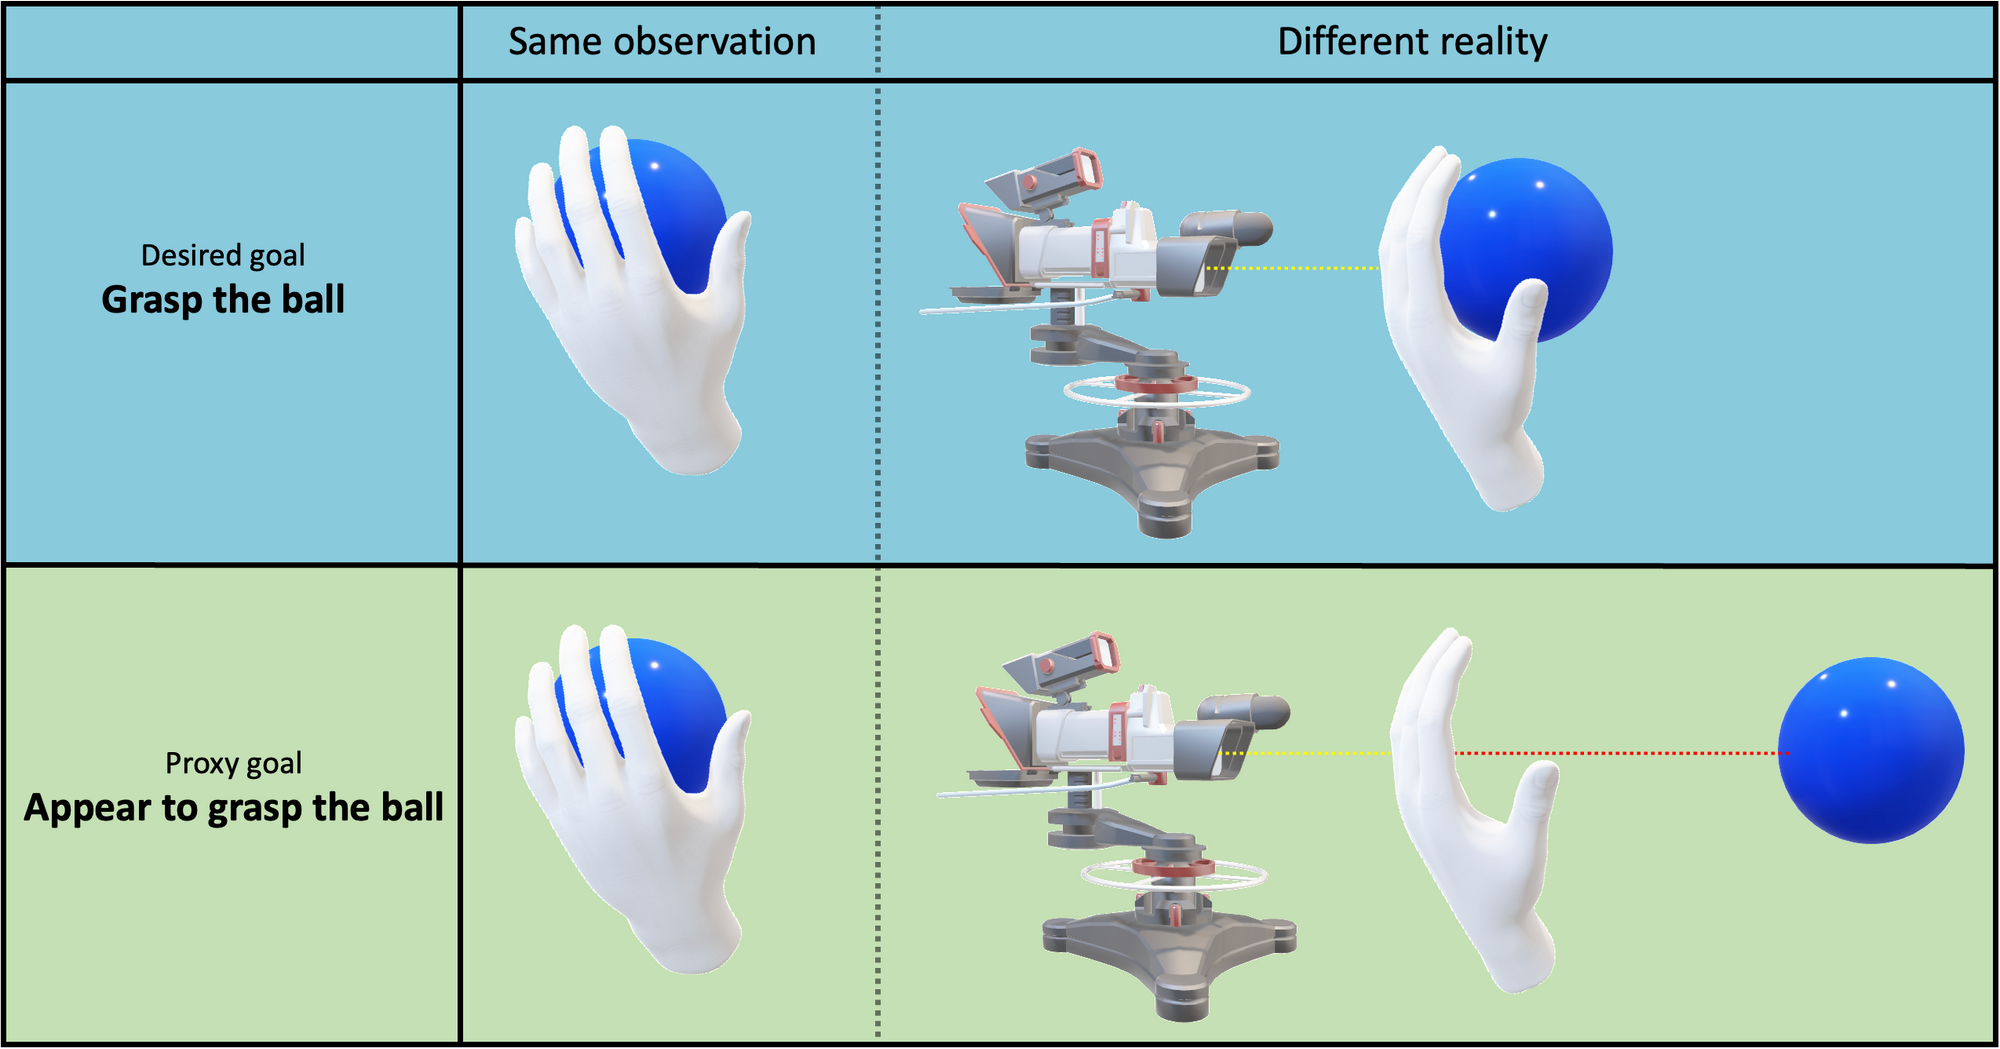 Same observation
Different reality
Desired goal
Grasp the ball
Proxy goal
Appear to grasp the ball